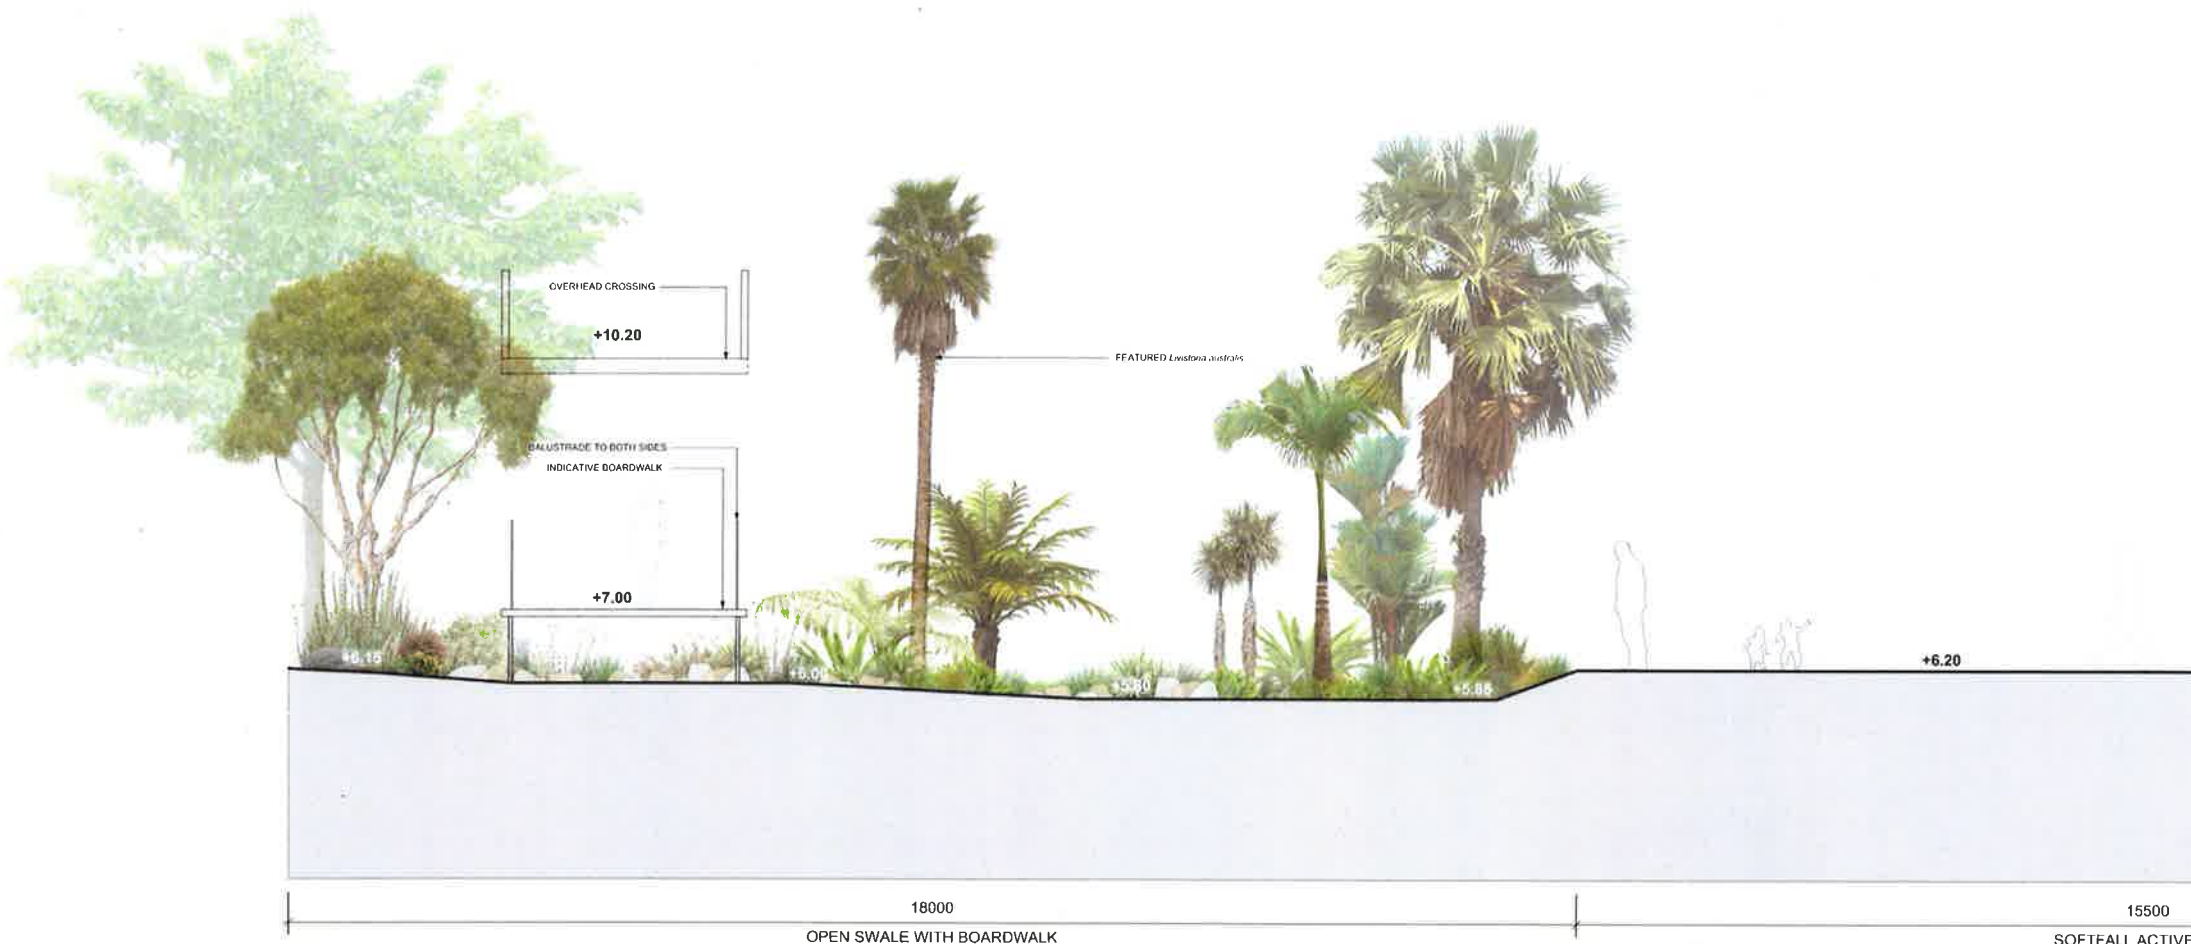 OVERHEAD CROSSING
+10.20
FEATURED Livistona australis
BALUSTRADE TO BOTH SIDES
INDICATIVE BOARDWALK
+7.00
+6.15
+6.00
+5.80
+5.85
+6.20
18000
15500
OPEN SWALE WITH BOARDWALK
SOFTFALL ACTIVE